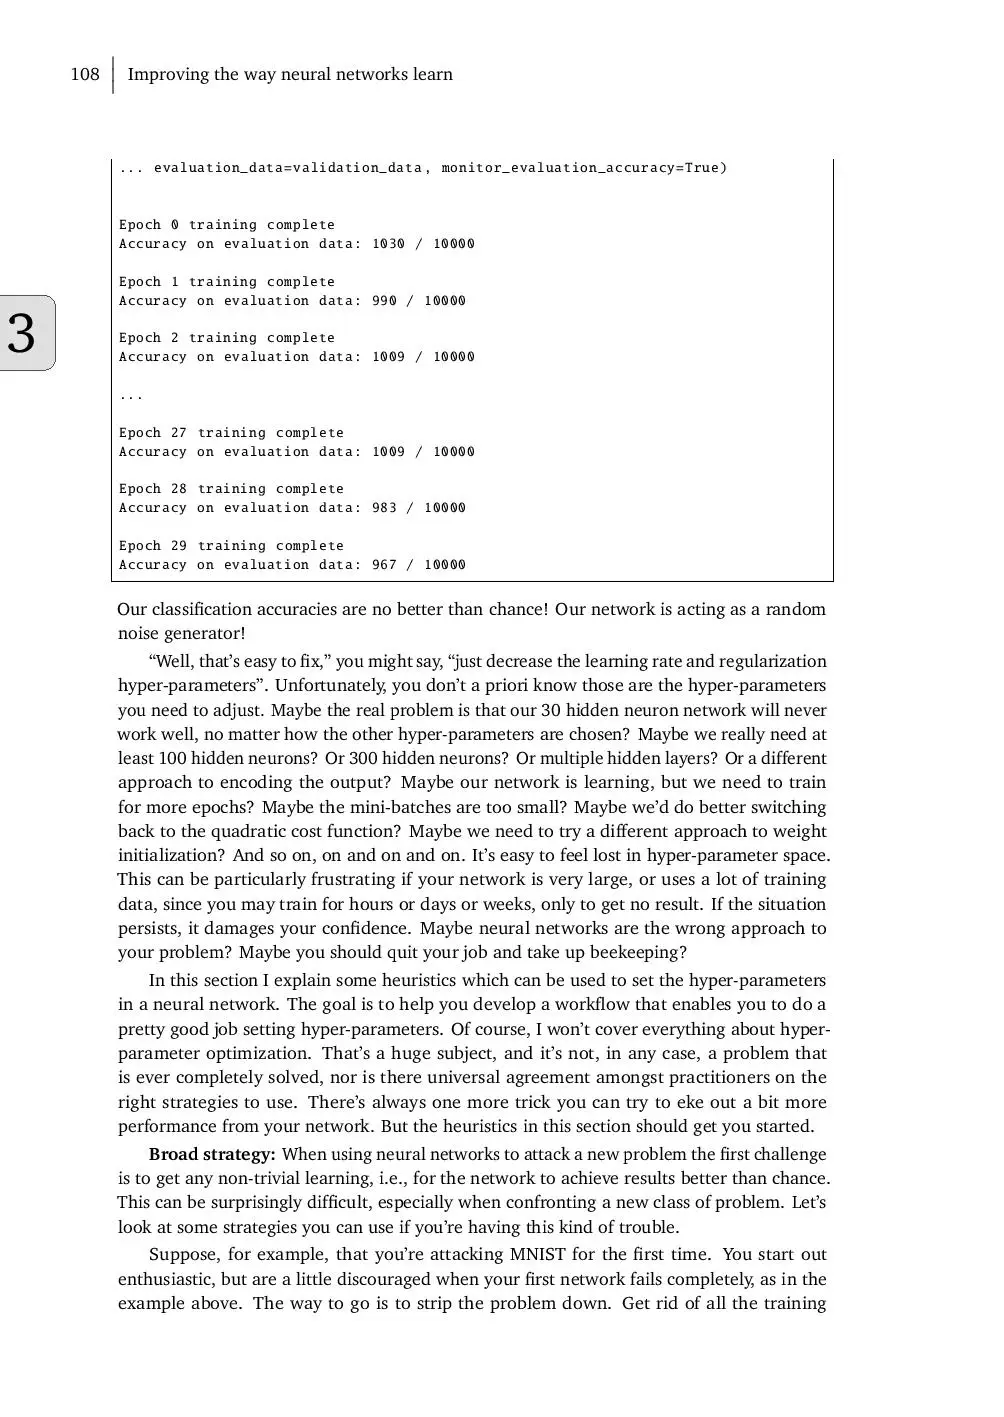 108 Improving the way neural networks learn
... evaluation_data=validation_data, monitor_evaluation_accuracy=True)
Epoch 0 training complete
Accuracy on evaluation data: 1030 / 10000
Epoch 1 training complete
Accuracy on evaluation data: 990 / 10000
3
Epoch 2 training complete
Accuracy on evaluation data: 1009 / 10000
...
Epoch 27 training complete
Accuracy on evaluation data: 1009 / 10000
Epoch 28 training complete
Accuracy on evaluation data: 983 / 10000
Epoch 29 training complete
Accuracy on evaluation data: 967 / 10000
Our classification accuracies are no better than chance! Our network is acting as a random
noise generator!
“Well, that’s easy to fix,” you might say, “just decrease the learning rate and regularization
hyper-parameters”. Unfortunately, you don’t a priori know those are the hyper-parameters
you need to adjust. Maybe the real problem is that our 30 hidden neuron network will never
work well, no matter how the other hyper-parameters are chosen? Maybe we really need at
least 100 hidden neurons? Or 300 hidden neurons? Or multiple hidden layers? Or a different
approach to encoding the output? Maybe our network is learning, but we need to train
for more epochs? Maybe the mini-batches are too small? Maybe we’d do better switching
back to the quadratic cost function? Maybe we need to try a different approach to weight
initialization? And so on, on and on and on. It’s easy to feel lost in hyper-parameter space.
This can be particularly frustrating if your network is very large, or uses a lot of training
data, since you may train for hours or days or weeks, only to get no result. If the situation
persists, it damages your confidence. Maybe neural networks are the wrong approach to
your problem? Maybe you should quit your job and take up beekeeping?
In this section I explain some heuristics which can be used to set the hyper-parameters
in a neural network. The goal is to help you develop a workflow that enables you to do a
pretty good job setting hyper-parameters. Of course, I won’t cover everything about hyper-
parameter optimization. That’s a huge subject, and it’s not, in any case, a problem that
is ever completely solved, nor is there universal agreement amongst practitioners on the
right strategies to use. There’s always one more trick you can try to eke out a bit more
performance from your network. But the heuristics in this section should get you started.
Broad strategy: When using neural networks to attack a new problem the first challenge
is to get any non-trivial learning, i.e., for the network to achieve results better than chance.
This can be surprisingly difficult, especially when confronting a new class of problem. Let’s
look at some strategies you can use if you’re having this kind of trouble.
Suppose, for example, that you’re attacking MNIST for the first time. You start out
enthusiastic, but are a little discouraged when your first network fails completely, as in the
example above. The way to go is to strip the problem down. Get rid of all the training